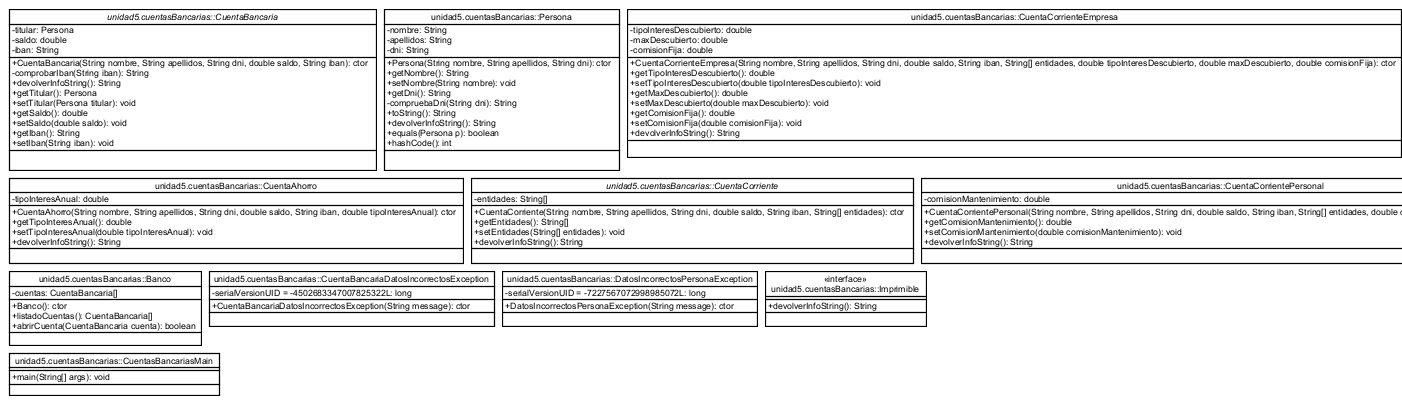 unidad5.cuentasBancarias::CuentaBancaria
-titular: Persona
-saldo: double
-iban: String
+CuentaBancaria(String nombre, String apellidos, String dni, double saldo, String iban): ctor
-comprobarIban(String iban): String
+devolverInfoString(): String
+getTitular(): Persona
+setTitular(Persona titular): void
+getSaldo(): double
+setSaldo(double saldo): void
+getIban(): String
+setIban(String iban): void
unidad5.cuentasBancarias::Persona
-nombre: String
-apellidos: String
-dni: String
+Persona(String nombre, String apellidos, String dni): ctor
+getNombre(): String
+setNombre(String nombre): void
+getDni(): String
-compruebaDni(String dni): String
+toString(): String
+devolverInfoString(): String
+equals(Persona p): boolean
+hashCode(): int
unidad5.cuentasBancarias::CuentaCorrienteEmpresa
-tipoInteresDescubierto: double
-maxDescubierto: double
-comisionFija: double
+CuentaCorrienteEmpresa(String nombre, String apellidos, String dni, double saldo, String iban, String[] entidades, double tipoInteresDescubierto, double maxDescubierto, double comisionFija): ctor
+getTipoInteresDescubierto(): double
+setTipoInteresDescubierto(double tipoInteresDescubierto): void
+getMaxDescubierto(): double
+setMaxDescubierto(double maxDescubierto): void
+getComisionFija(): double
+setComisionFija(double comisionFija): void
+devolverInfoString(): String
unidad5.cuentasBancarias::CuentaAhorro
-tipoInteresAnual: double
+CuentaAhorro(String nombre, String apellidos, String dni, double saldo, String iban, double tipoInteresAnual): ctor
+getTipoInteresAnual(): double
+setTipoInteresAnual(double tipoInteresAnual): void
+devolverInfoString(): String
unidad5.cuentasBancarias::CuentaCorriente
-entidades: String[]
+CuentaCorriente(String nombre, String apellidos, String dni, double saldo, String iban, String[] entidades): ctor
+getEntidades(): String[]
+setEntidades(String[] entidades): void
+devolverInfoString(): String
unidad5.cuentasBancarias::CuentaCorrientePersonal
-comisionMantenimiento: double
+CuentaCorrientePersonal(String nombre, String apellidos, String dni, double saldo, String iban, String[] entidades, double
+getComisionMantenimiento(): double
+setComisionMantenimiento(double comisionMantenimiento): void
+devolverInfoString(): String
unidad5.cuentasBancarias::Banco
-cuentas: CuentaBancaria[]
+Banco(): ctor
+listadoCuentas(): CuentaBancaria[]
+abrirCuenta(CuentaBancaria cuenta): boolean
unidad5.cuentasBancarias::CuentaBancariaDatosIncorrectosException
-serialVersionUID = -4502683347007825322L: long
+CuentaBancariaDatosIncorrectosException(String message): ctor
unidad5.cuentasBancarias::DatosIncorrectosPersonaException
-serialVersionUID = -7227567072998985072L: long
+DatosIncorrectosPersonaException(String message): ctor
«interface»
unidad5.cuentasBancarias::Imprimible
+devolverInfoString(): String
unidad5.cuentasBancarias::CuentasBancariasMain
+main(String[] args): void